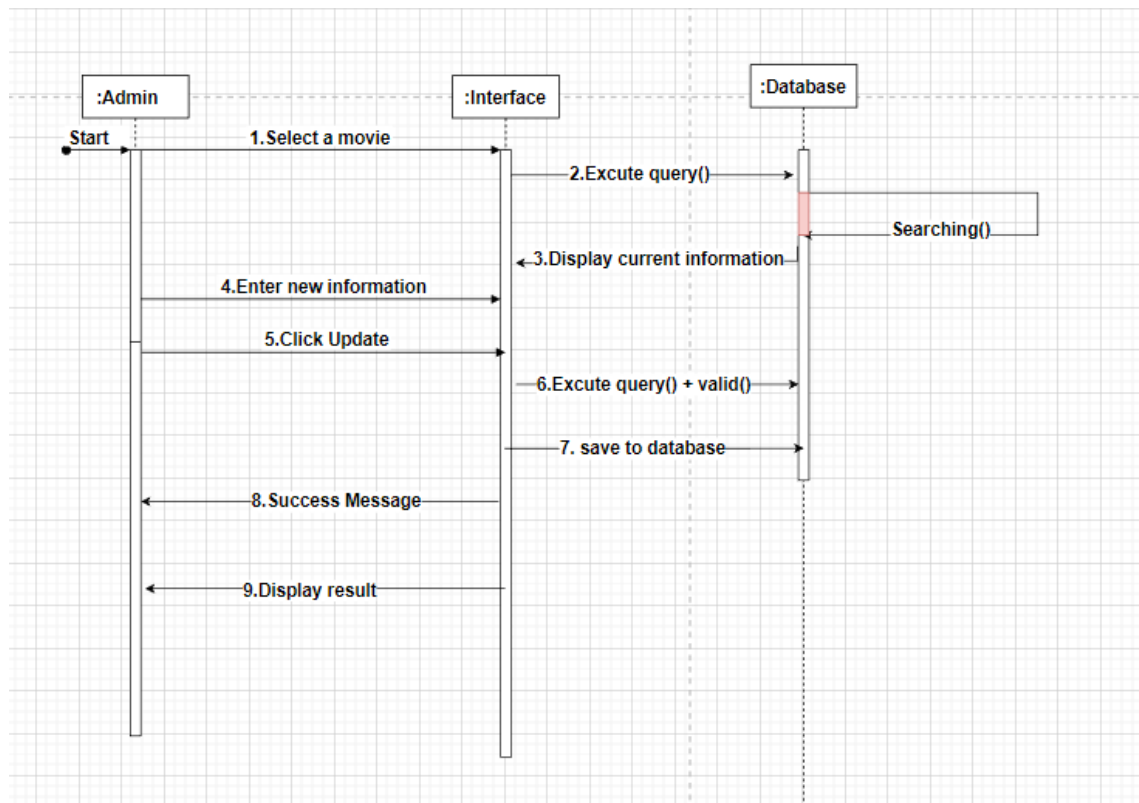 :Admin
:Interface
:Database
Start
1.Select a movie
2.Excute query()
Searching()
3.Display current information
4.Enter new information
5.Click Update
6.Excute query() + valid()
7. save to database
8.Success Message
9.Display result